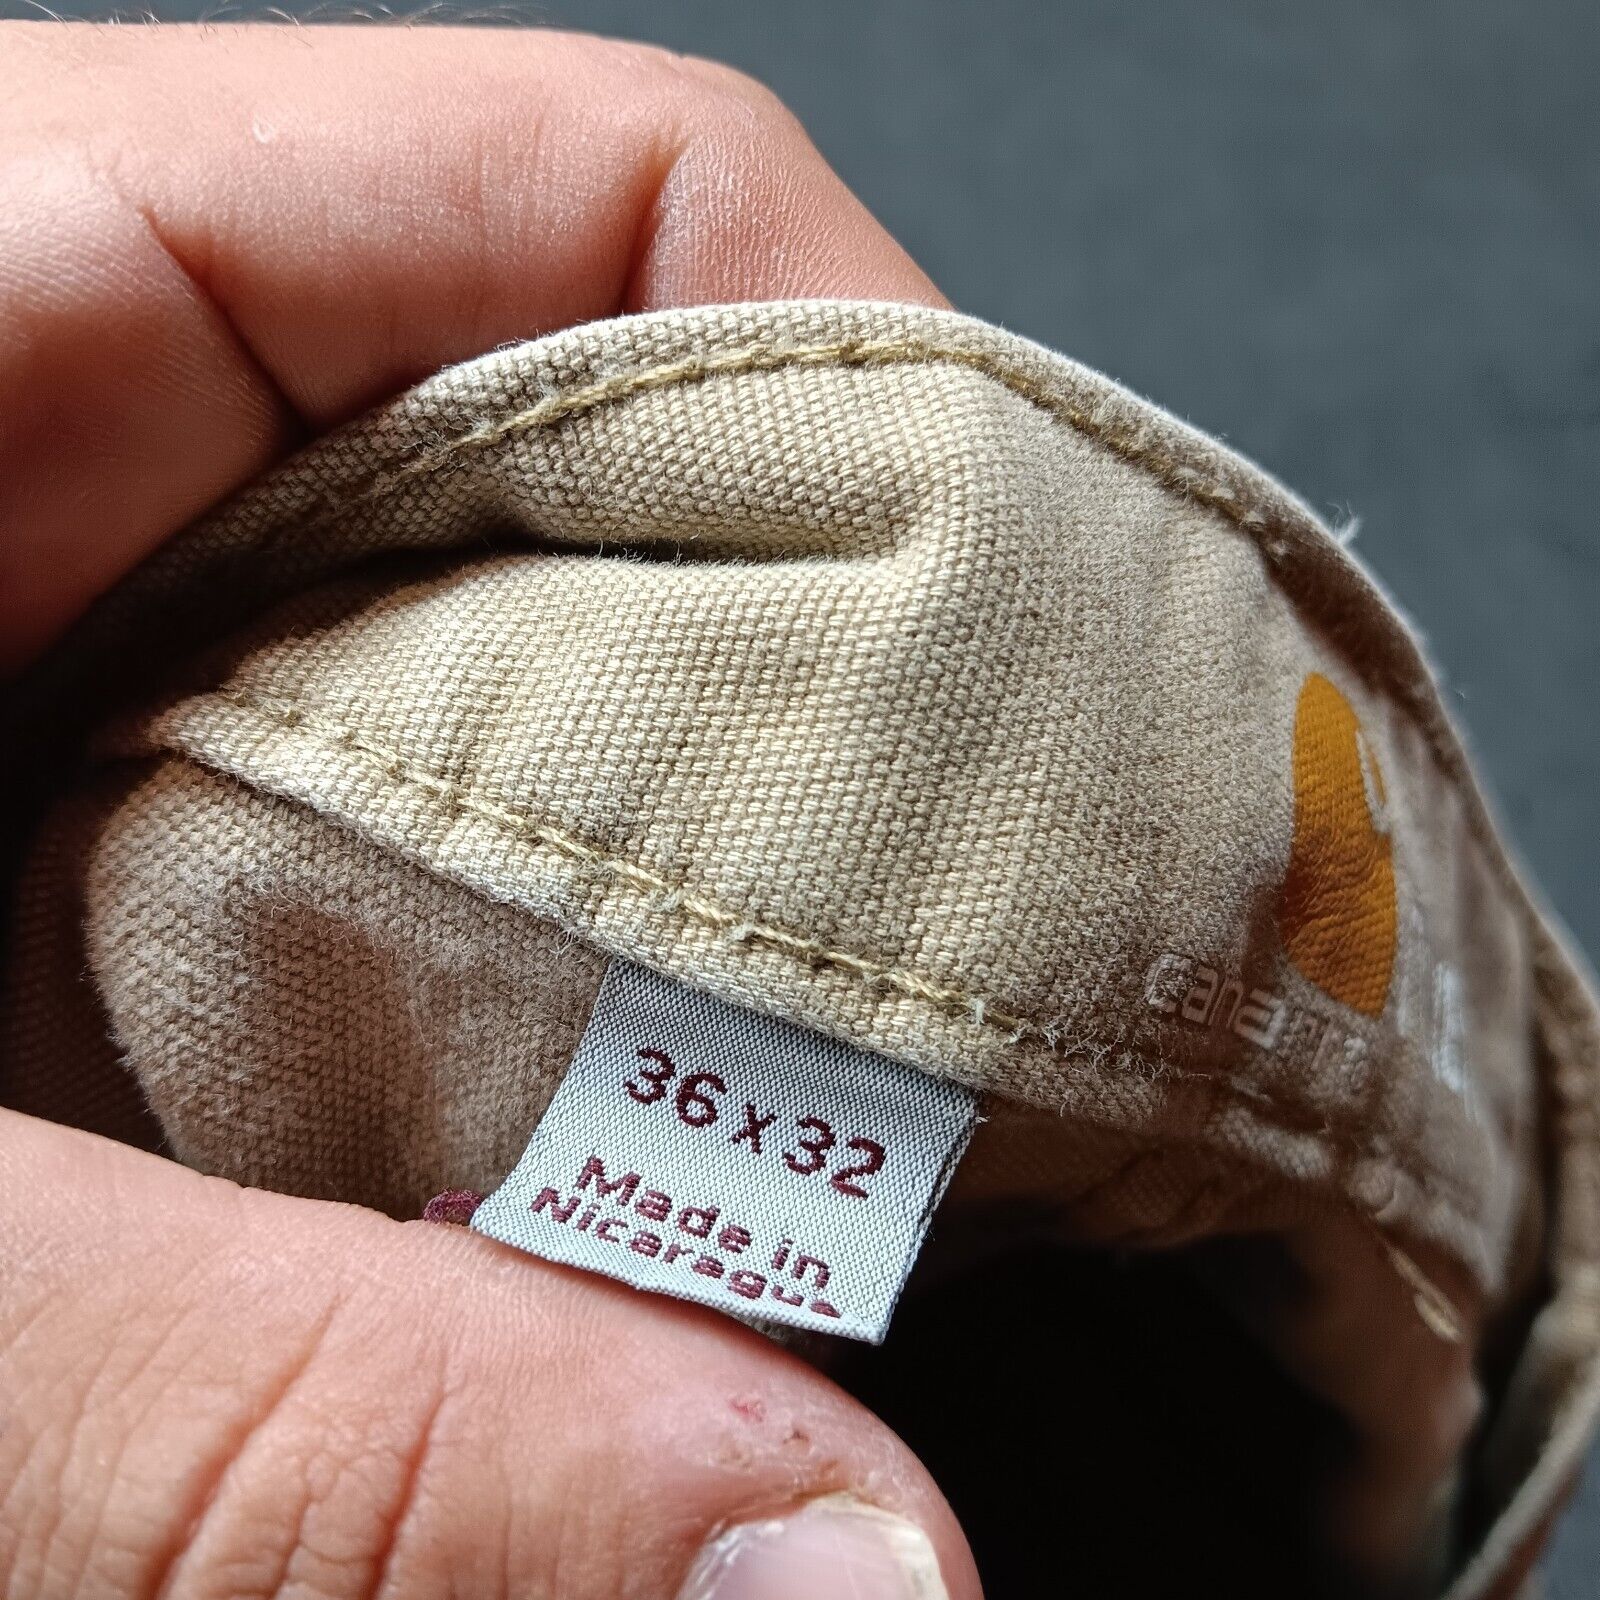 36 x 32
Made in
Nicaragua